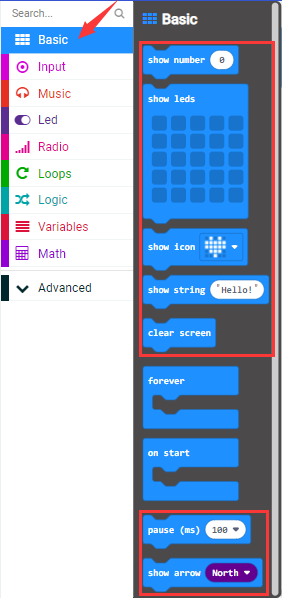 Search...
Basic
Input
Music
Led
Radio
Loops
Logic
Variables
Math
Advanced
Basic
show number 0
show leds
show icon
show string "Hello!"
clear screen
forever
on start
pause (ms) 100
show arrow North